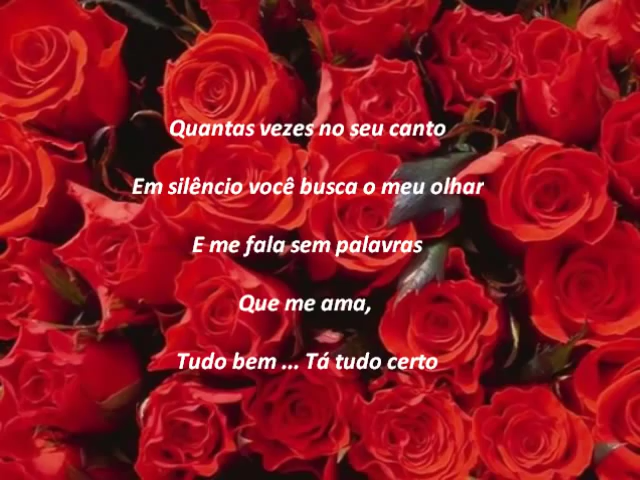 Quantas vezes no seu canto
Em silêncio você busca o meu olhar
E me fala sem palavras
Que me ama,
Tudo bem ... Tá tudo certo